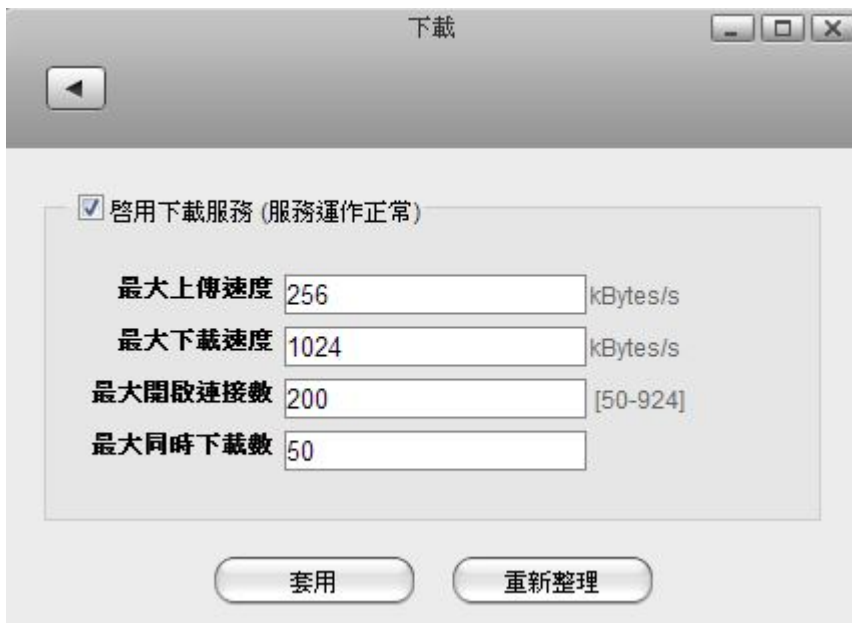 下載
啓用下載服務 (服務運作正常)
最大上傳速度 256 kBytes/s
最大下載速度 1024 kBytes/s
最大開啟連接數 200 [50-924]
最大同時下載數 50
套用 重新整理